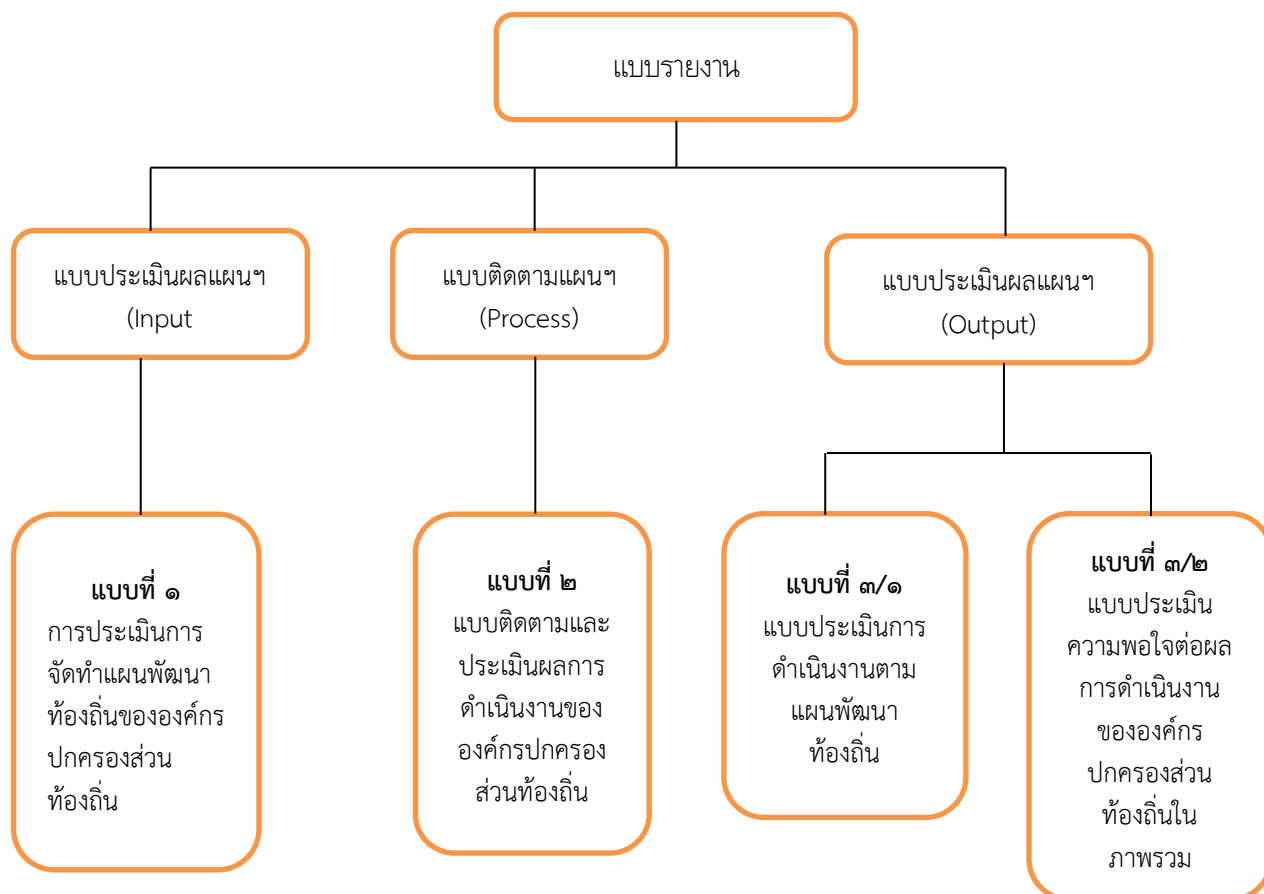 แบบรายงาน
แบบประเมินผลแผนฯ
(Input
แบบติดตามแผนฯ
(Process)
แบบประเมินผลแผนฯ
(Output)
แบบที่ ๑
การประเมินการ
จัดทำแผนพัฒนา
ท้องถิ่นขององค์กร
ปกครองส่วน
ท้องถิ่น
แบบที่ ๒
แบบติดตามและ
ประเมินผลการ
ดำเนินงานของ
องค์กรปกครอง
ส่วนท้องถิ่น
แบบที่ ๓/๑
แบบประเมินการ
ดำเนินงานตาม
แผนพัฒนา
ท้องถิ่น
แบบที่ ๓/๒
แบบประเมิน
ความพอใจต่อผล
การดำเนินงาน
ขององค์กร
ปกครองส่วน
ท้องถิ่นใน
ภาพรวม